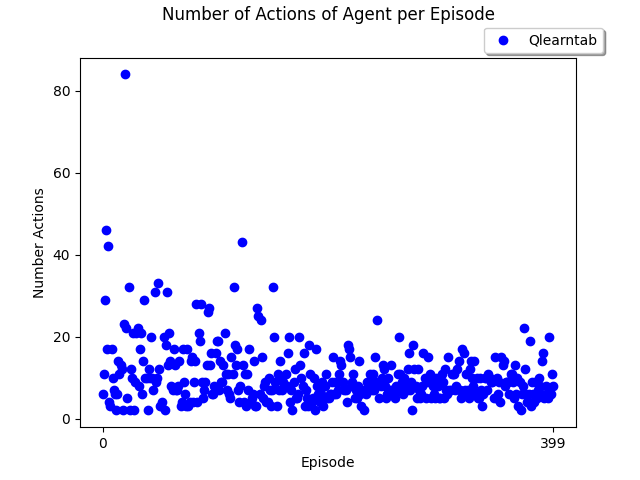 Number of Actions of Agent per Episode
Qlearntab
80
60
40
20
0
Number Actions
0 399
Episode